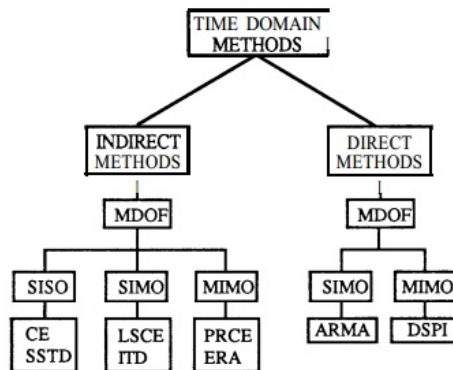 TIME DOMAIN
METHODS
INDIRECT
METHODS
DIRECT
METHODS
MDOF
MDOF
SISO
SIMO
MIMO
SIMO
MIMO
CE
SSTD
LSCE
ITD
PRCE
ERA
ARMA
DSPI